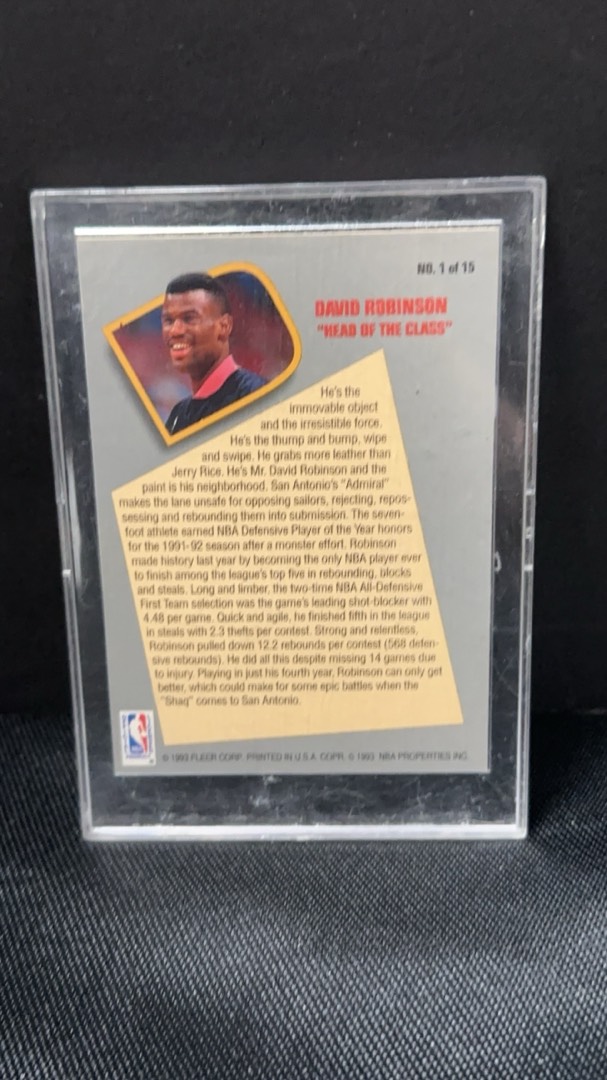 NO. 1 of 15
DAVID ROBINSON
"HEAD OF THE CLASS"
He's the
immovable object
and the irresistible force.
He's the thump and bump, wipe
and swipe. He grabs more leather than
Jerry Rice. He's Mr. David Robinson and the
paint is his neighborhood. San Antonio's "Admiral"
makes the lane unsafe for opposing sailors, rejecting, repos-
sessing and rebounding them into submission. The seven-
foot athlete earned NBA Defensive Player of the Year honors
for the 1991-92 season after a monster effort. Robinson
made history last year by becoming the only NBA player ever
to finish among the league's top five in rebounding, blocks
and steals. Long and limber, the two-time NBA All-Defensive
First Team selection was the game's leading shot-blocker with
4.48 per game. Quick and agile, he finished fifth in the league
in steals with 2.3 thefts per contest. Strong and relentless,
Robinson pulled down 12.2 rebounds per contest (568 defen-
sive rebounds). He did all this despite missing 14 games due
to injury. Playing in just his fourth year, Robinson can only get
better, which could make for some epic battles when the
"Shaq" comes to San Antonio.
© 1993 FLEER CORP. PRINTED IN U.S.A. COPR. © 1993 NBA PROPERTIES INC.